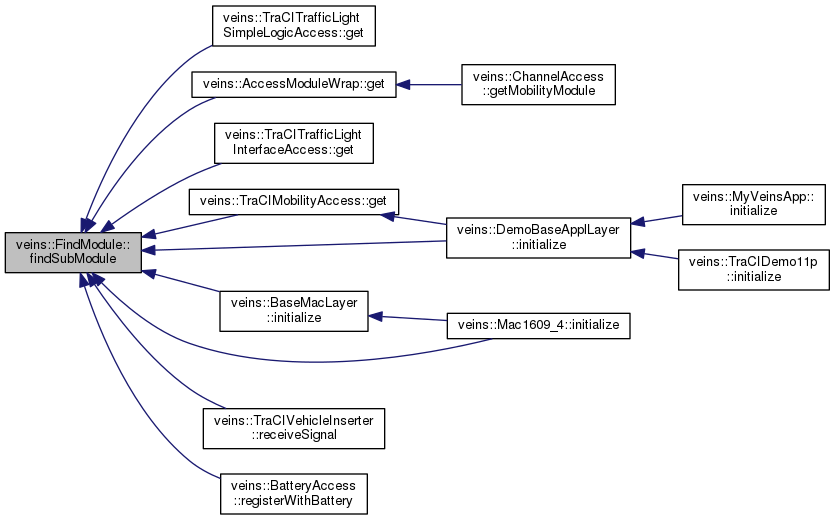 veins::TraCITrafficLight
SimpleLogicAccess::get
veins::AccessModuleWrap::get
veins::ChannelAccess
::getMobilityModule
veins::TraCITrafficLight
InterfaceAccess::get
veins::TraCIMobilityAccess::get
veins::MyVeinsApp::
initialize
veins::FindModule::
findSubModule
veins::DemoBaseApplLayer
::initialize
veins::TraCIDemo11p
::initialize
veins::BaseMacLayer
::initialize
veins::Mac1609_4::initialize
veins::TraCIVehicleInserter
::receiveSignal
veins::BatteryAccess
::registerWithBattery